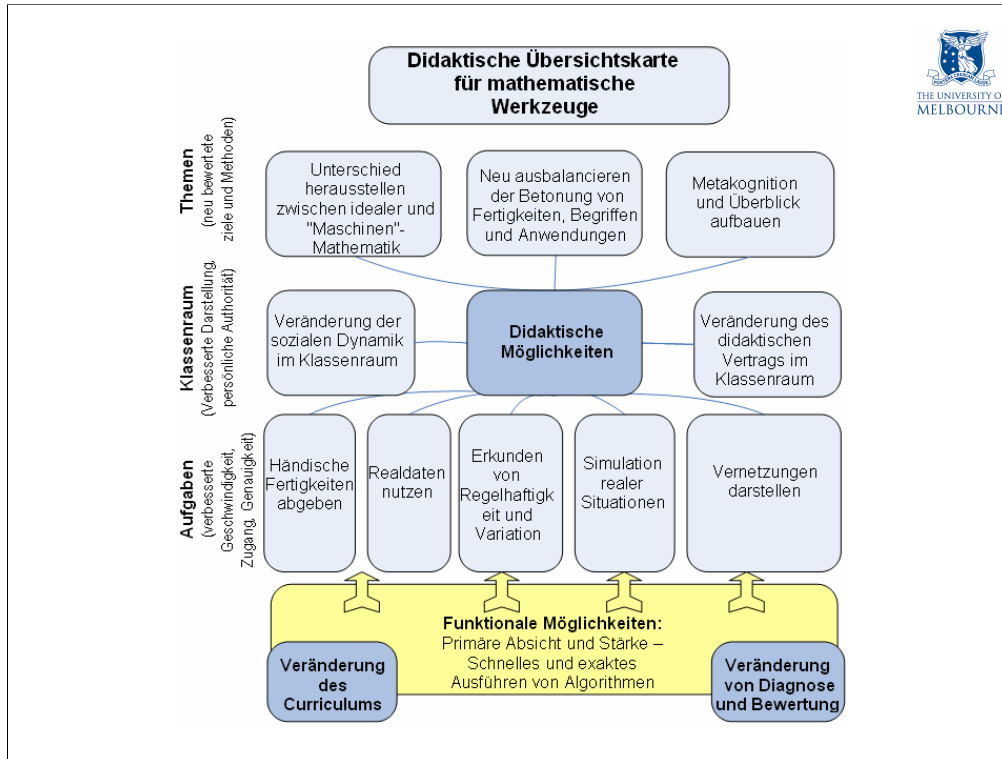 Didaktische Übersichtskarte
für mathematische
Werkzeuge
THE UNIVERSITY OF
MELBOURNE
Themen
(neu bewertete
ziele und Methoden)
Unterschied
herausstellen
zwischen idealer und
"Maschinen"-
Mathematik
Neu ausbalancieren
der Betonung von
Fertigkeiten, Begriffen
und Anwendungen
Metakognition
und Überblick
aufbauen
Klassenraum
(Verbesserte Darstellung,
persönliche Authorität)
Veränderung der
sozialen Dynamik
im Klassenraum
Didaktische
Möglichkeiten
Veränderung des
didaktischen
Vertrags im
Klassenraum
Aufgaben
(verbesserte
Geschwindigkeit,
Zugang, Genauigkeit)
Händische
Fertigkeiten
abgeben
Realdaten
nutzen
Erkunden
von
Regelhaftigk
eit und
Variation
Simulation
realer
Situationen
Vernetzungen
darstellen
Funktionale Möglichkeiten:
Primäre Absicht und Stärke –
Schnelles und exaktes
Ausführen von Algorithmen
Veränderung
des
Curriculums
Veränderung
von Diagnose
und Bewertung